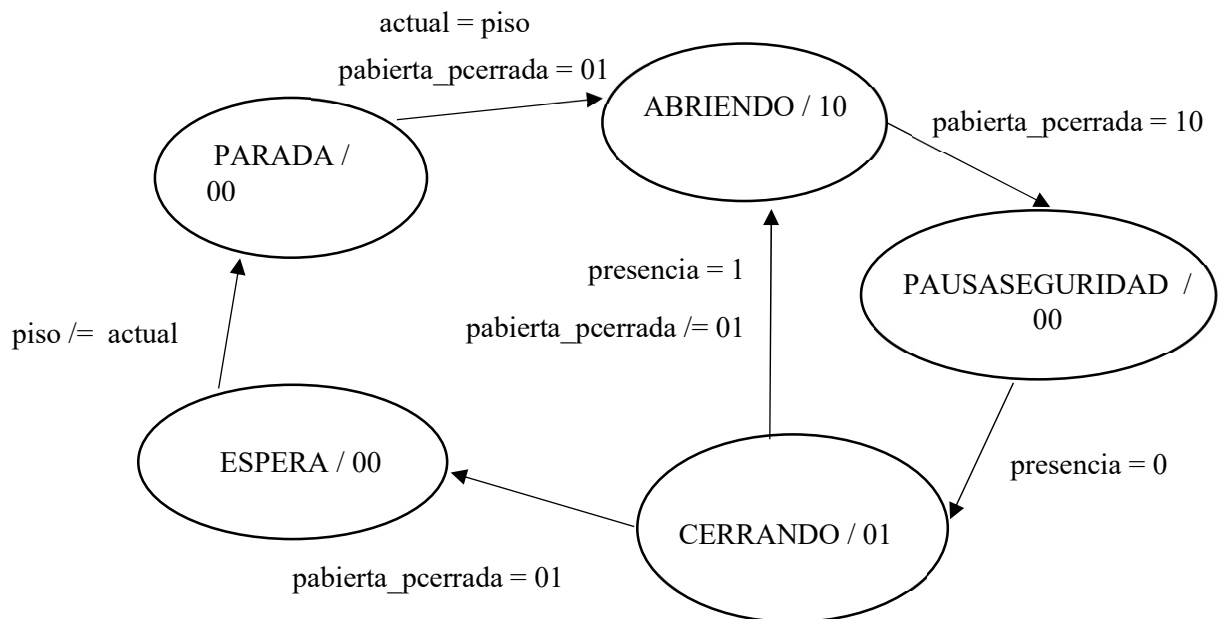 actual = piso
pabierta_pcerrada = 01
ABRIENDO / 10
pabierta_pcerrada = 10
PARADA /
00
presencia = 1
pabierta_pcerrada /= 01
PAUSASEGURIDAD /
00
piso /= actual
ESPERA / 00
presencia = 0
CERRANDO / 01
pabierta_pcerrada = 01